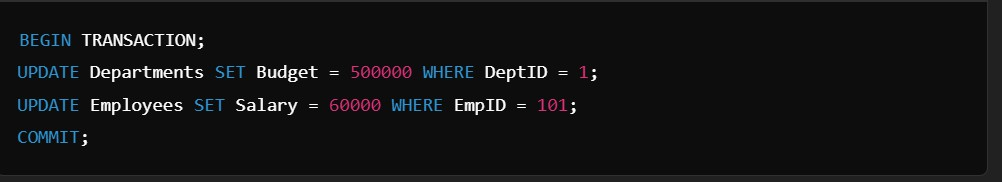 BEGIN TRANSACTION;
UPDATE Departments SET Budget = 500000 WHERE DeptID = 1;
UPDATE Employees SET Salary = 60000 WHERE EmpID = 101;
COMMIT;